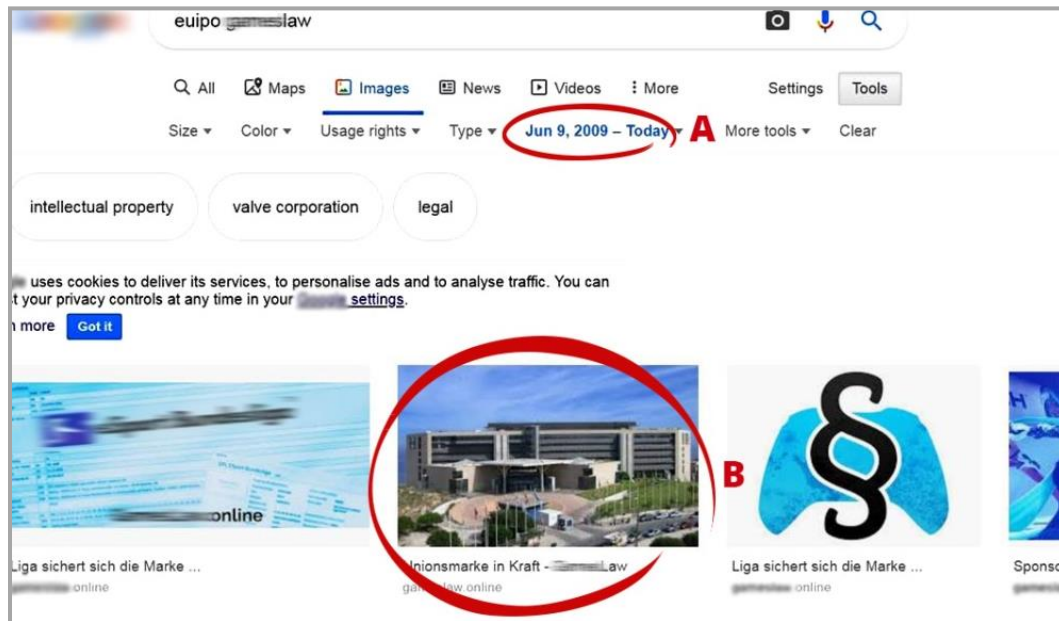 euipo law
All Maps Images News Videos More Settings Tools
Size Color Usage rights Type Jun 9, 2009 – Today A More tools Clear
intellectual property valve corporation legal
uses cookies to deliver its services, to personalise ads and to analyse traffic. You can
t your privacy controls at any time in your settings.
more Got it
B
online
Liga sichert sich die Marke ... Unionsmarke in Kraft - Law Liga sichert sich die Marke ...
law.online online